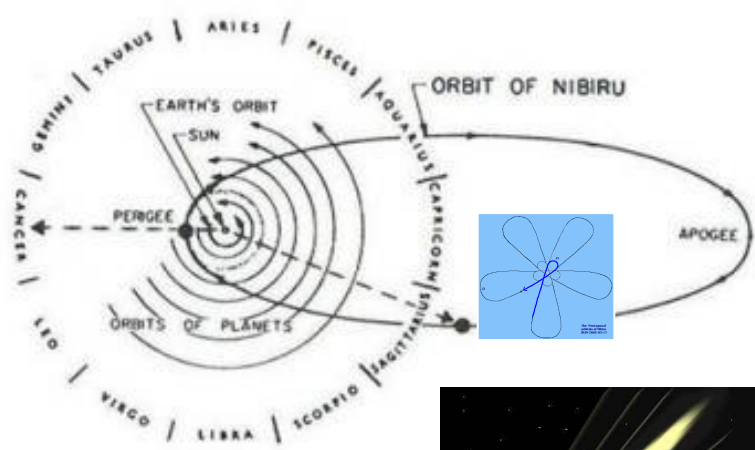 ARIES
PISCES
AQUARIUS
CAPRICORN
SAGITTARIUS
SCORPIO
LIBRA
VIRGO
LEO
CANCER
GEMINI
TAURUS
ORBIT OF NIBIRU
EARTH'S ORBIT
SUN
PERIGEE
APOGEE
ORBITS OF PLANETS